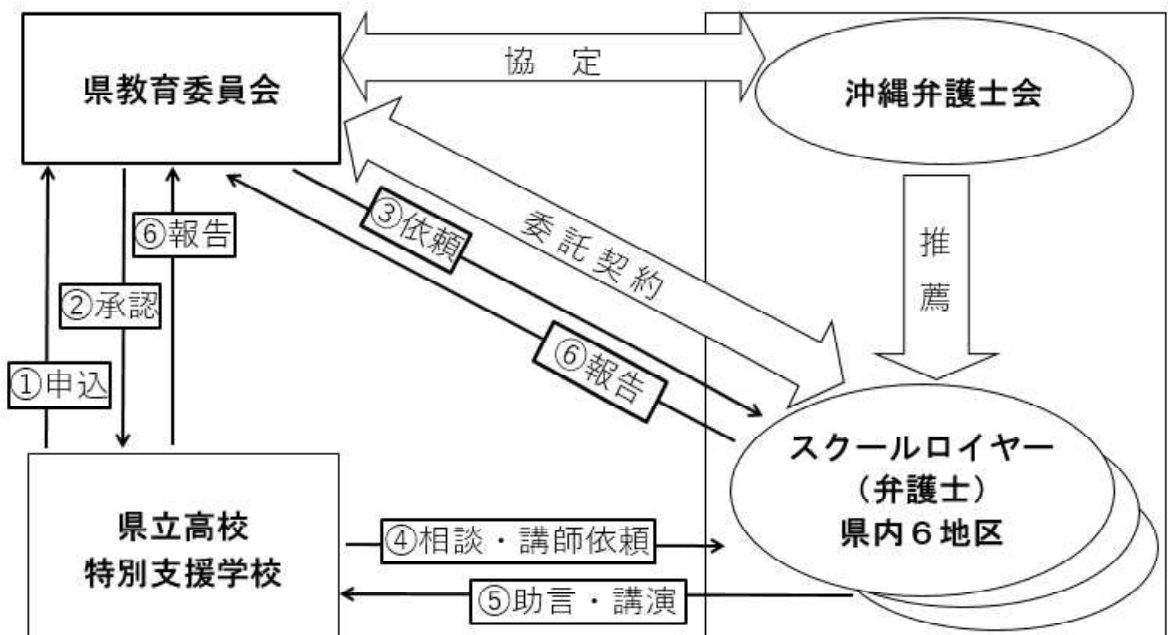 協 定
県教育委員会
沖縄弁護士会
委託契約
推
薦
③依頼
⑥報告
②承認
①申込
⑥報告
スクールロイヤー
（弁護士）
県内６地区
県立高校
特別支援学校
④相談・講師依頼
⑤助言・講演